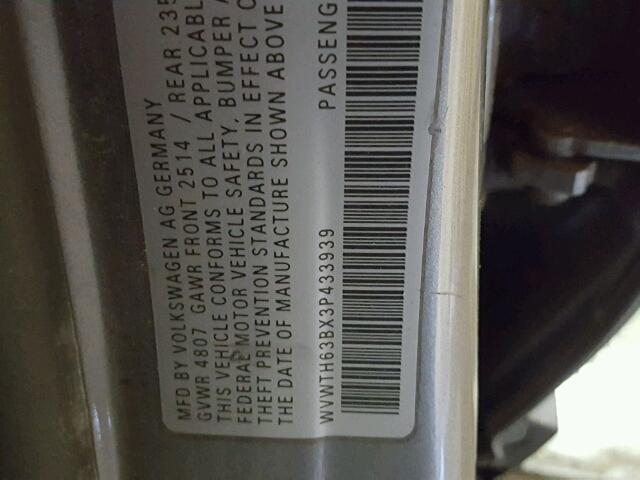 MFD BY VOLKSWAGEN AG GERMANY
GVWR 4807 GAWR FRONT 2514 / REAR 235
THIS VEHICLE CONFORMS TO ALL APPLICABL
FEDERAL MOTOR VEHICLE SAFETY, BUMPER A
THEFT PREVENTION STANDARDS IN EFFECT O
THE DATE OF MANUFACTURE SHOWN ABOVE
WVWTH63BX3P433939 PASSENG